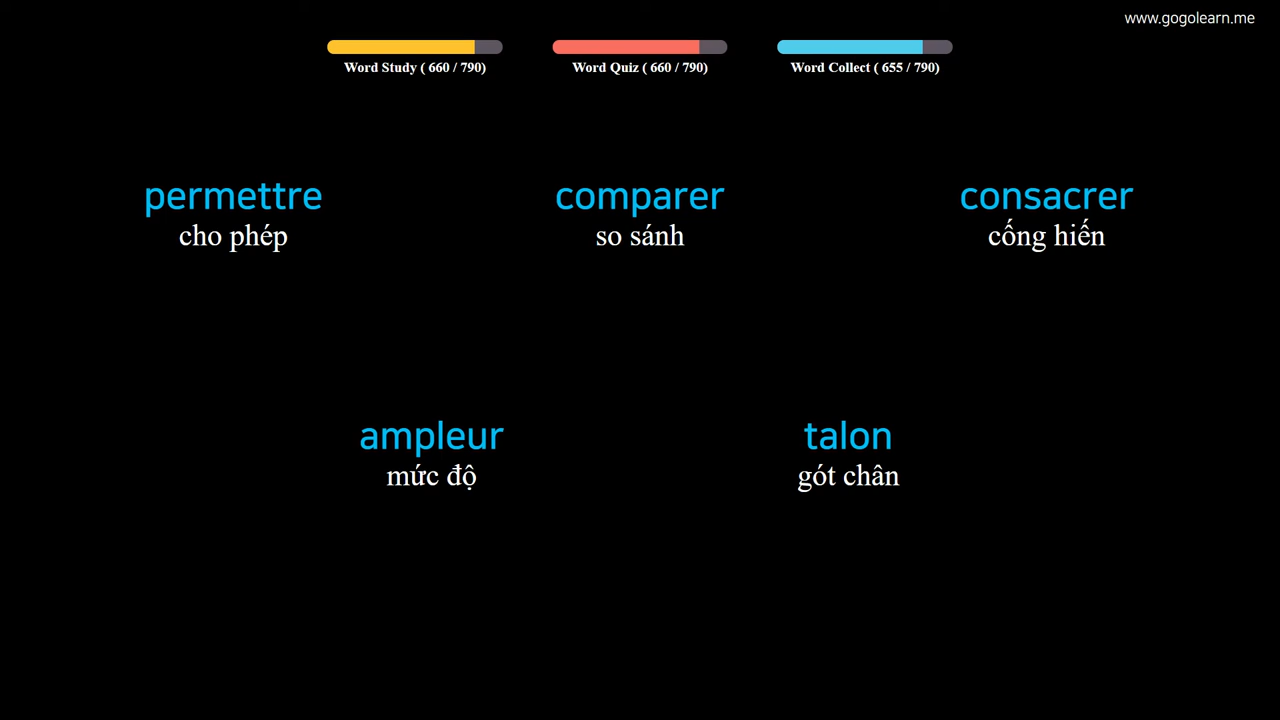 www.gogolearn.me
Word Study ( 660 / 790)
Word Quiz ( 660 / 790)
Word Collect ( 655 / 790)
permettre
cho phép
comparer
so sánh
consacrer
cống hiến
ampleur
mức độ
talon
gót chân